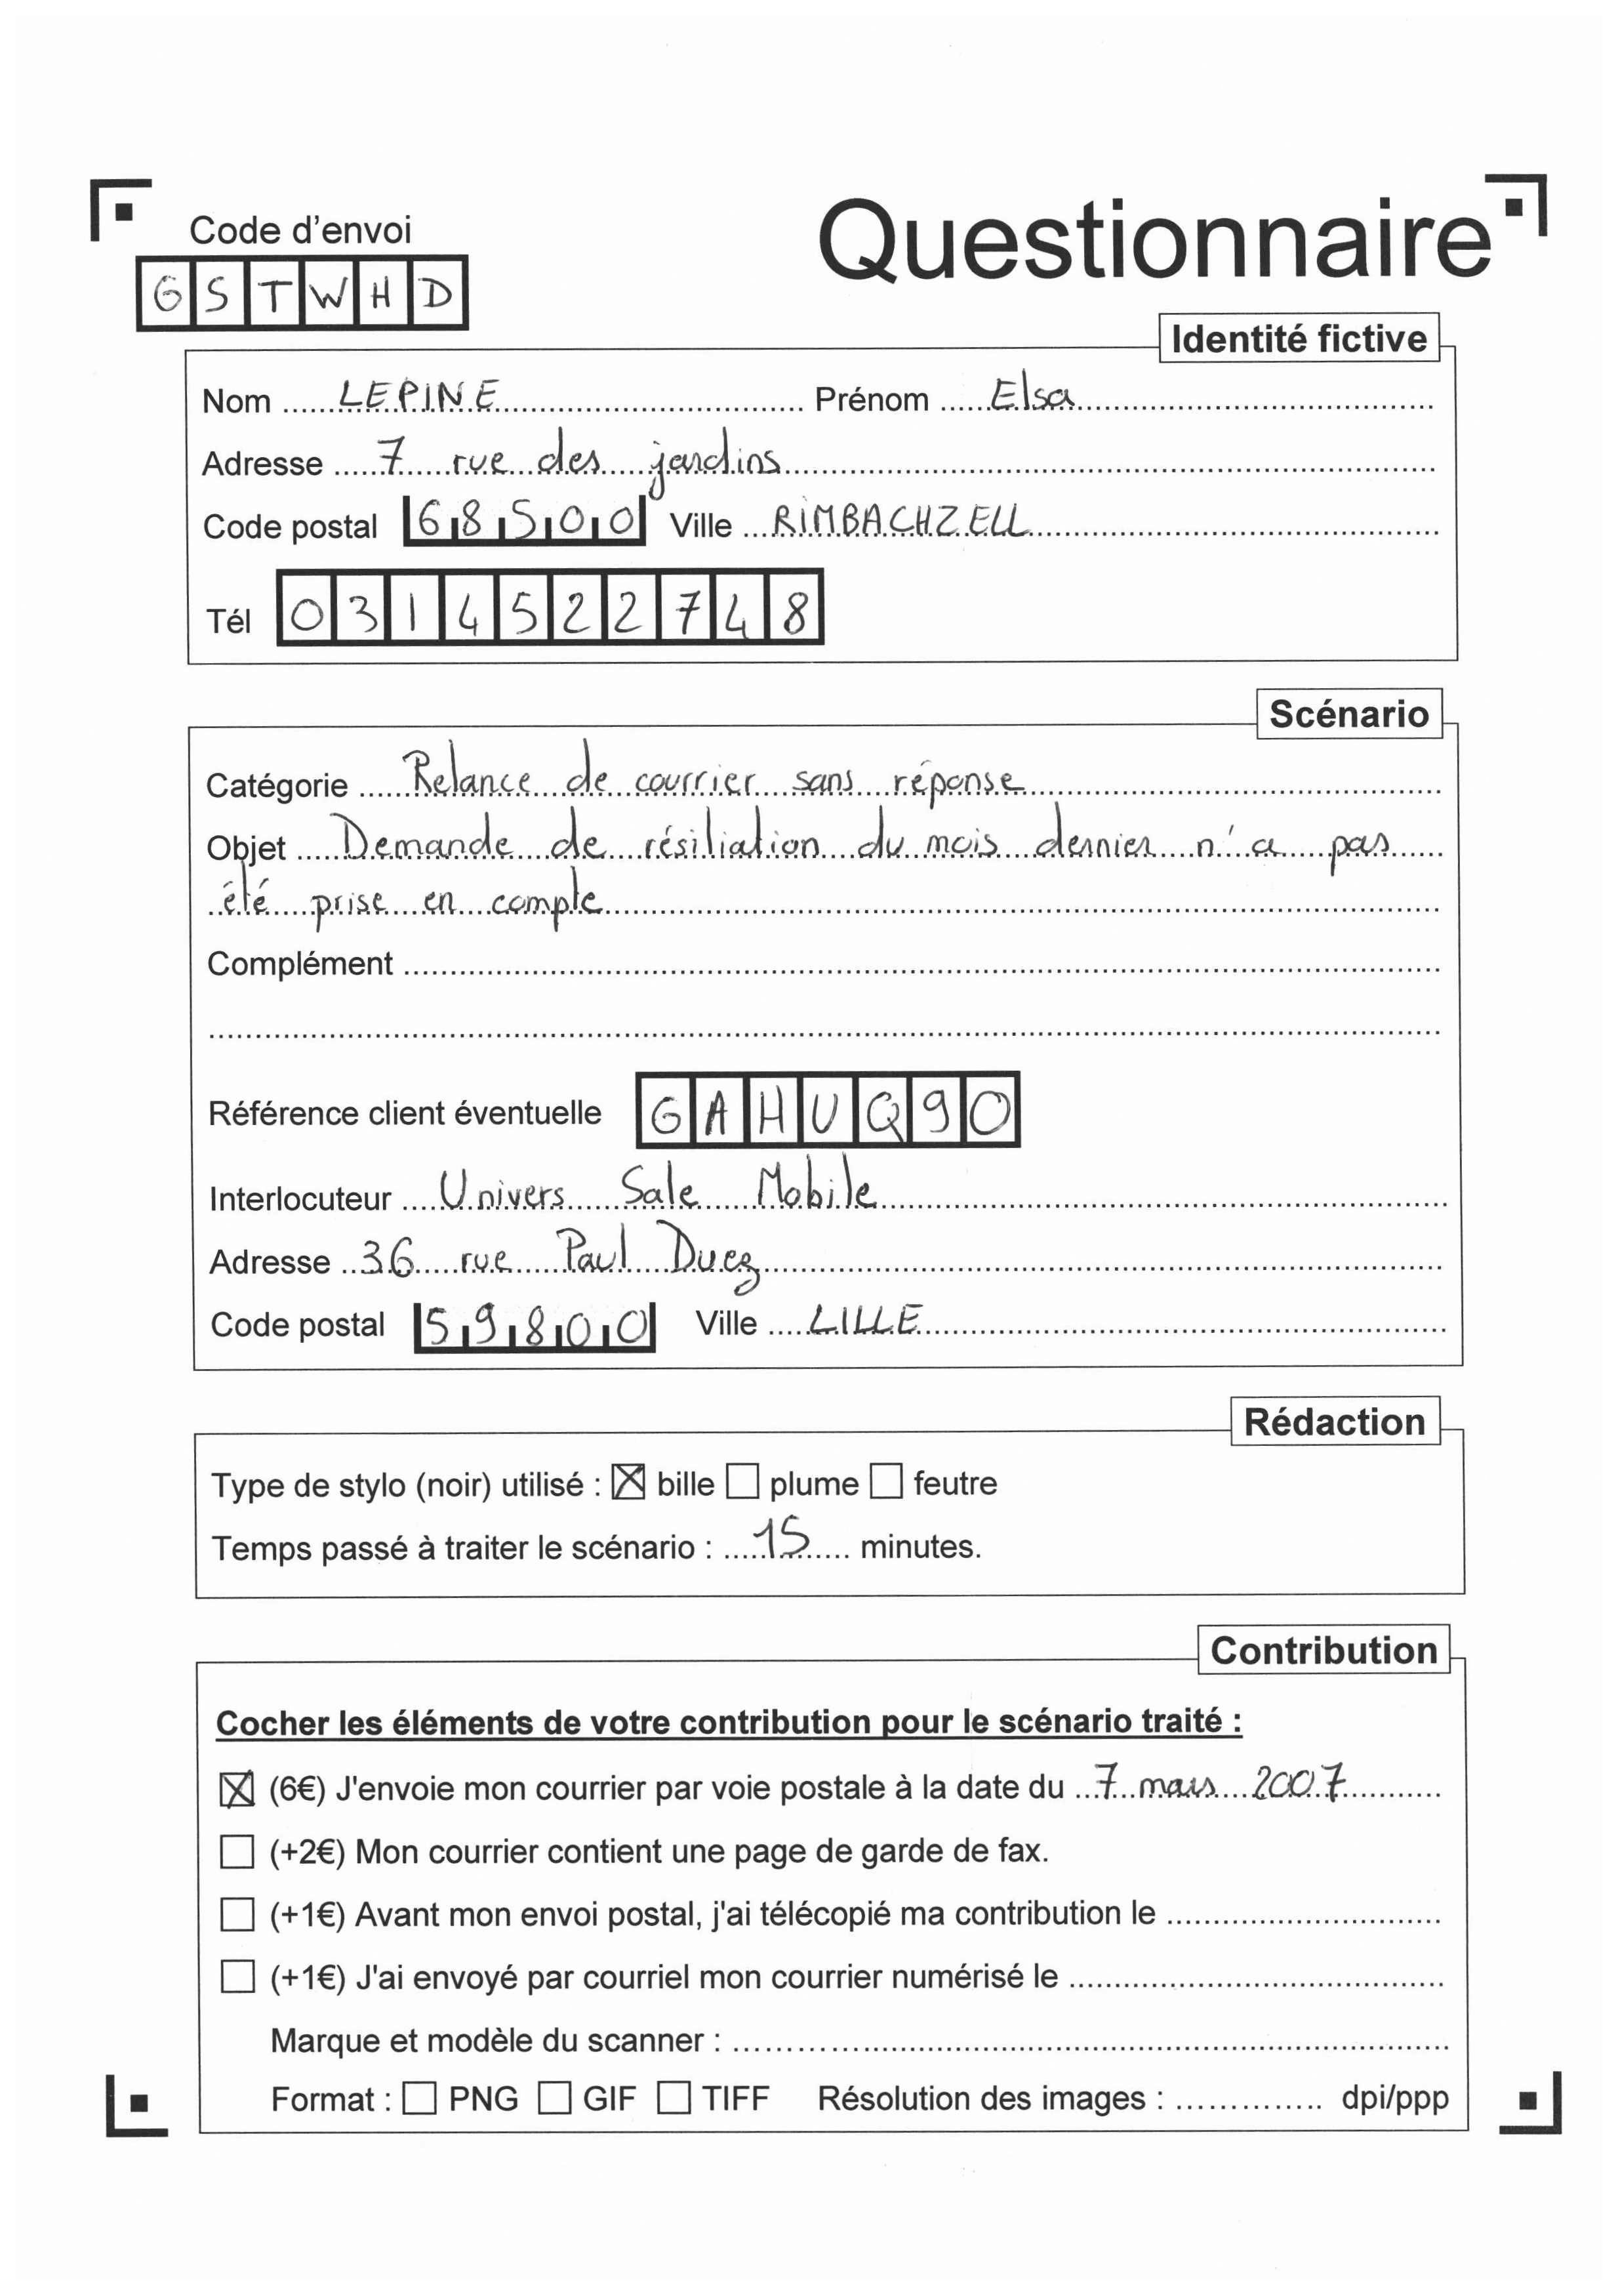 Questionnaire
Code d'envoi
GSTWHD
Identité fictive
Nom LEPINE Prénom Elsa
Adresse 7 rue des jardins
Code postal 68500 Ville RIMBACHZELL
Tél 0314522748
Scénario
Catégorie Relance de courrier sans réponse
Objet Demande de résiliation du mois dernier n'a pas
été prise en compte
Complément
Référence client éventuelle GAHUQ90
Interlocuteur Univers Sale Mobile
Adresse 36 rue Paul Duez
Code postal 59800 Ville LILLE
Rédaction
Type de stylo (noir) utilisé : ☒ bille ☐ plume ☐ feutre
Temps passé à traiter le scénario : 15 minutes.
Contribution
Cocher les éléments de votre contribution pour le scénario traité :
☒ (6€) J'envoie mon courrier par voie postale à la date du 7 mars 2007
☐ (+2€) Mon courrier contient une page de garde de fax.
☐ (+1€) Avant mon envoi postal, j'ai télécopié ma contribution le
☐ (+1€) J'ai envoyé par courriel mon courrier numérisé le
Marque et modèle du scanner :
Format : ☐ PNG ☐ GIF ☐ TIFF Résolution des images : dpi/ppp